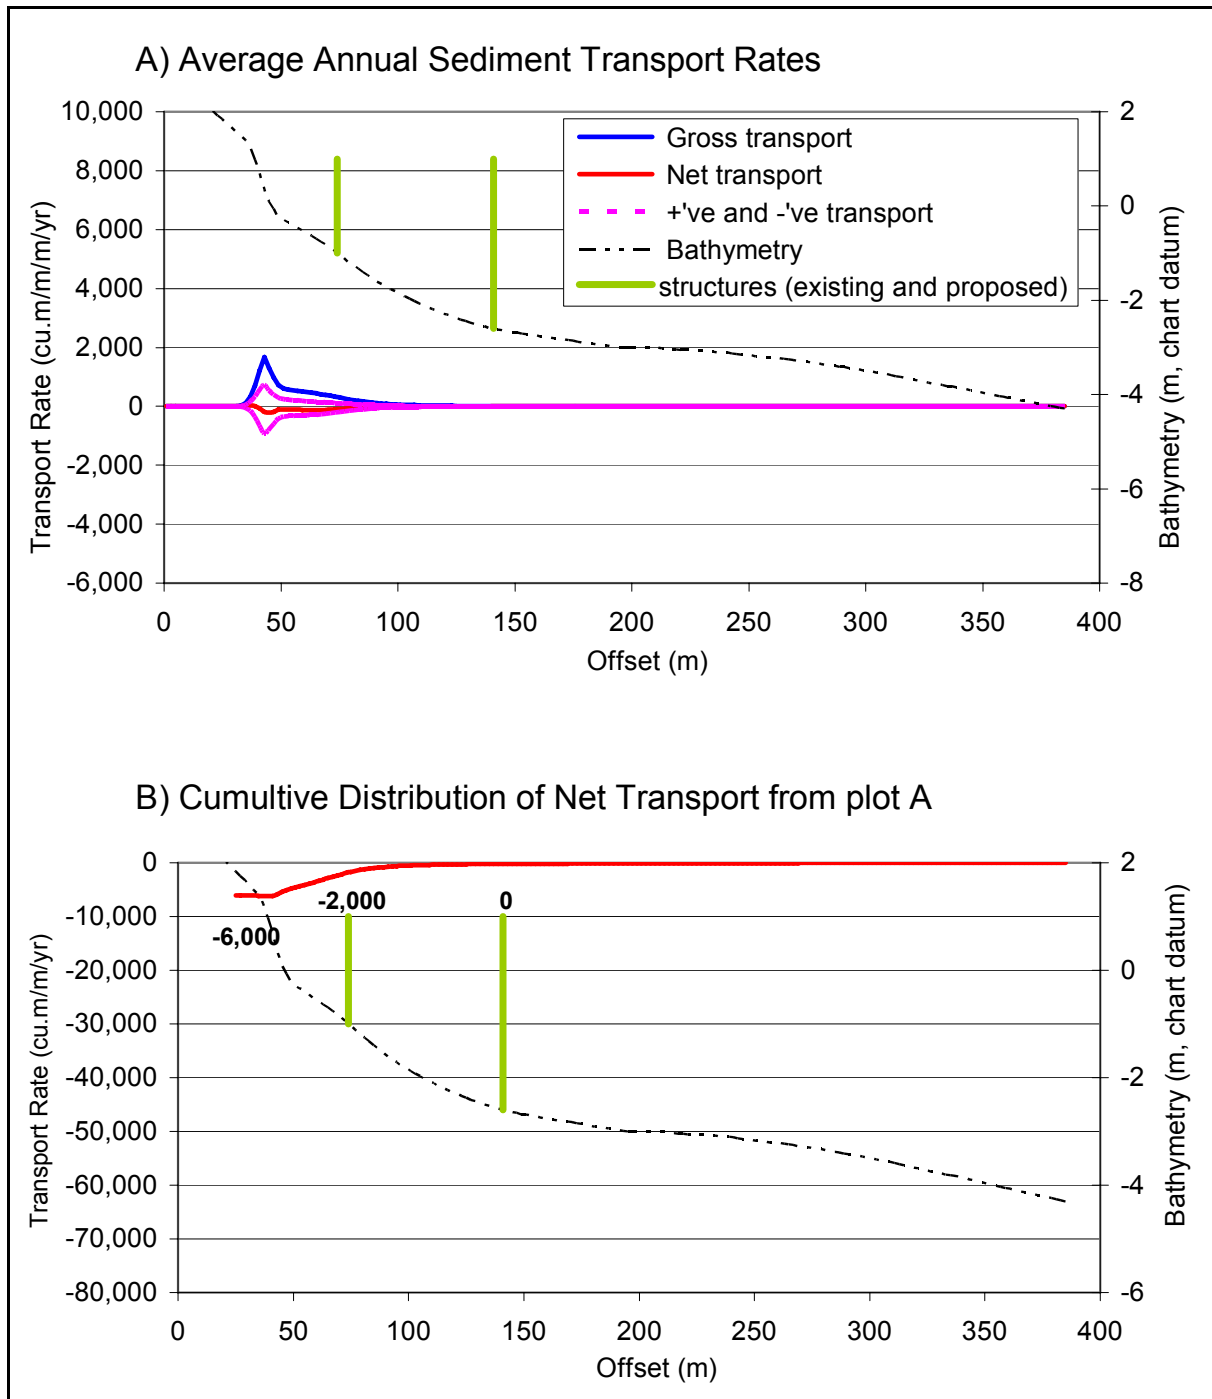 A) Average Annual Sediment Transport Rates
10,000
8,000
6,000
4,000
2,000
0
-2,000
-4,000
-6,000
Transport Rate (cu.m/m/m/yr)
2
0
-2
-4
-6
-8
Bathymetry (m, chart datum)
Gross transport
Net transport
+'ve and -'ve transport
Bathymetry
structures (existing and proposed)
0 50 100 150 200 250 300 350 400
Offset (m)
B) Cumultive Distribution of Net Transport from plot A
0
-10,000
-20,000
-30,000
-40,000
-50,000
-60,000
-70,000
-80,000
Transport Rate (cu.m/m/yr)
-6,000
-2,000
0
2
0
-2
-4
-6
Bathymetry (m, chart datum)
0 50 100 150 200 250 300 350 400
Offset (m)